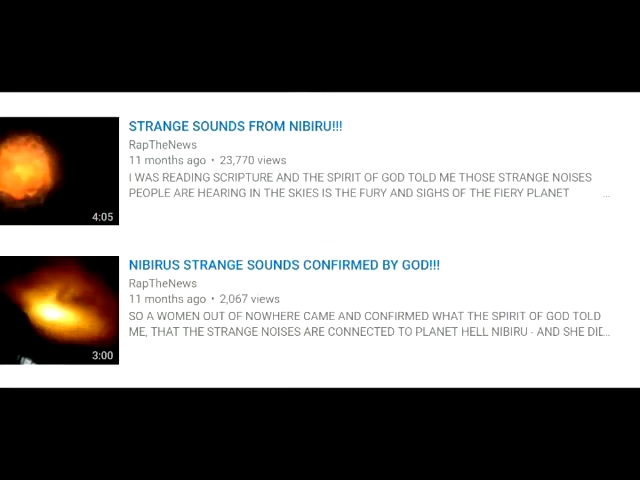 STRANGE SOUNDS FROM NIBIRU!!!
RapTheNews
11 months ago • 23,770 views
I WAS READING SCRIPTURE AND THE SPIRIT OF GOD TOLD ME THOSE STRANGE NOISES
PEOPLE ARE HEARING IN THE SKIES IS THE FURY AND SIGHS OF THE FIERY PLANET ...
4:05
NIBIRUS STRANGE SOUNDS CONFIRMED BY GOD!!!
RapTheNews
11 months ago • 2,067 views
SO A WOMEN OUT OF NOWHERE CAME AND CONFIRMED WHAT THE SPIRIT OF GOD TOLD
ME, THAT THE STRANGE NOISES ARE CONNECTED TO PLANET HELL NIBIRU - AND SHE DID...
3:00